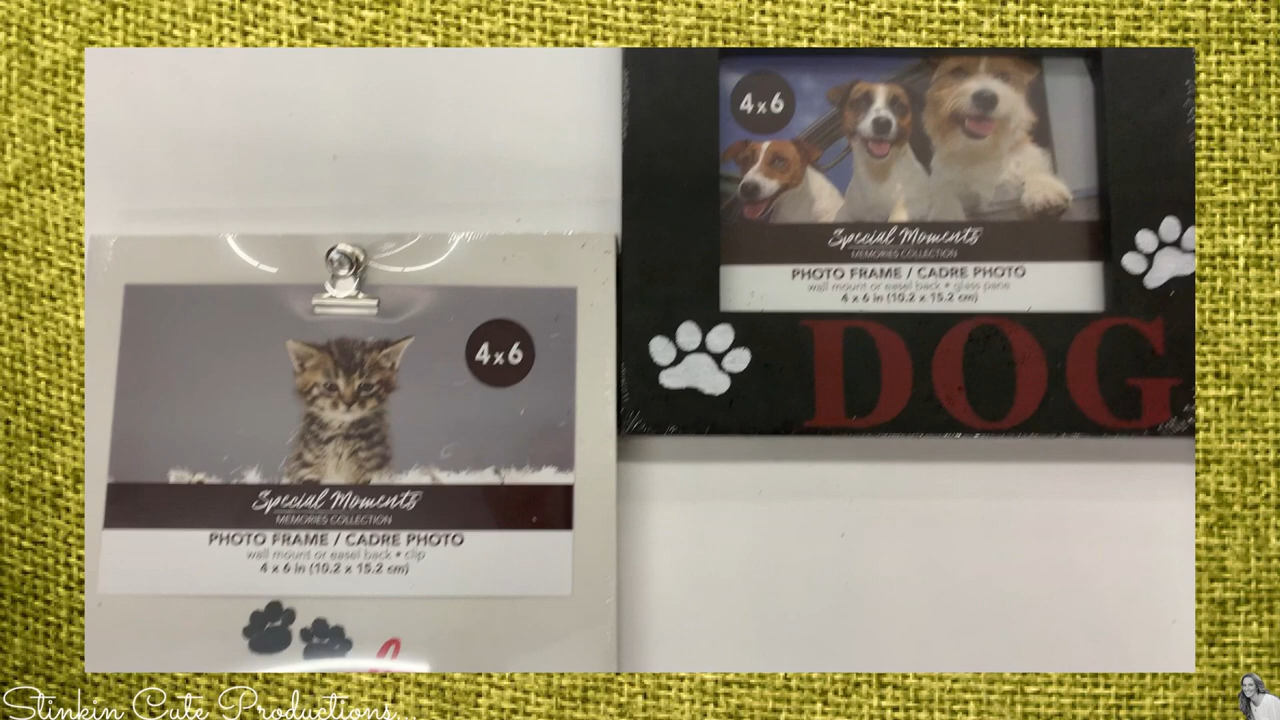 4x6
Special Moments
MEMORIES COLLECTION
PHOTO FRAME / CADRE PHOTO
wall mount or easel back • glass pane
4 x 6 in (10.2 x 15.2 cm)
DOG
4x6
Special Moments
MEMORIES COLLECTION
PHOTO FRAME / CADRE PHOTO
wall mount or easel back • clip
4 x 6 in (10.2 x 15.2 cm)
Stinkin Cute Productions...